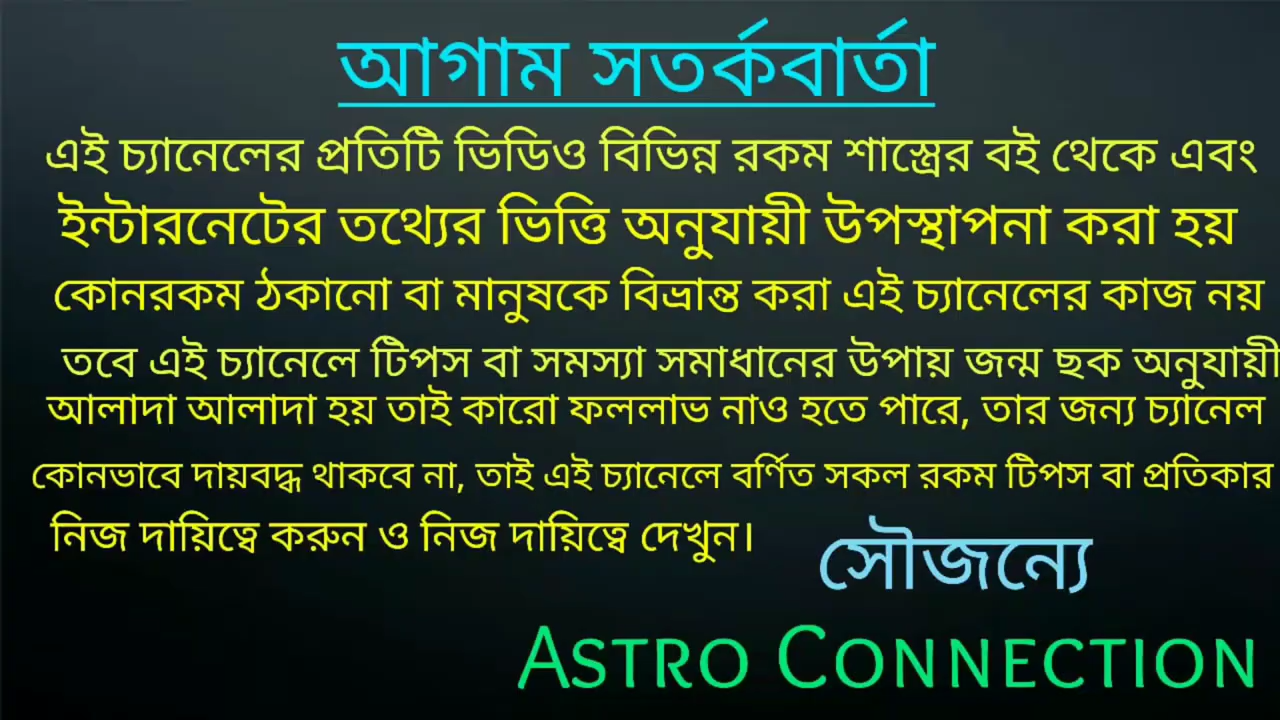 আগাম সতর্কবার্তা
এই চ্যানেলের প্রতিটি ভিডিও বিভিন্ন রকম শাস্ত্রের বই থেকে এবং
ইন্টারনেটের তথ্যের ভিত্তি অনুযায়ী উপস্থাপনা করা হয়
কোনরকম ঠকানো বা মানুষকে বিভ্রান্ত করা এই চ্যানেলের কাজ নয়
তবে এই চ্যানেলে টিপস বা সমস্যা সমাধানের উপায় জন্ম ছক অনুযায়ী
আলাদা আলাদা হয় তাই কারো ফললাভ নাও হতে পারে, তার জন্য চ্যানেল
কোনভাবে দায়বদ্ধ থাকবে না, তাই এই চ্যানেলে বর্ণিত সকল রকম টিপস বা প্রতিকার
নিজ দায়িত্বে করুন ও নিজ দায়িত্বে দেখুন।
সৌজন্যে
ASTRO CONNECTION